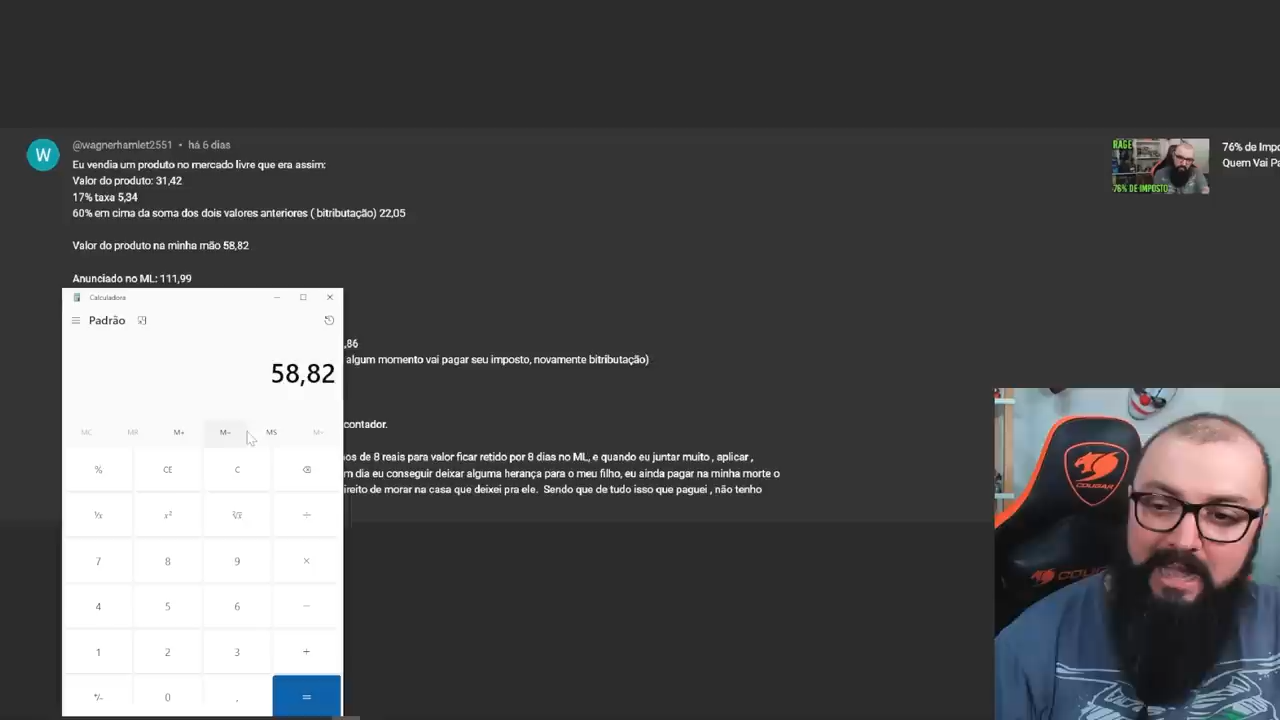 @wagnerhamlet2551 • há 6 dias
Eu vendia um produto no mercado livre que era assim:
Valor do produto: 31,42
17% taxa 5,34
60% em cima da soma dos dois valores anteriores ( bitributação) 22,05
Valor do produto na minha mão 58,82
Anunciado no ML: 111,99
W
RAGE
76% DE IMPOSTO
76% de Impo
Quem Vai Pa
Calculadora
Padrão
58,82
MC MR M+ M- MS M~
% CE C
¹/x x² ²√x ÷
7 8 9 ×
4 5 6 −
1 2 3 +
+/- 0 . =
,86
algum momento vai pagar seu imposto, novamente bitributação)
contador.
os de 8 reais para valor ficar retido por 8 dias no ML, e quando eu juntar muito , aplicar ,
m dia eu conseguir deixar alguma herança para o meu filho, eu ainda pagar na minha morte o
ireito de morar na casa que deixei pra ele. Sendo que de tudo isso que paguei , não tenho
COUGAR
COU